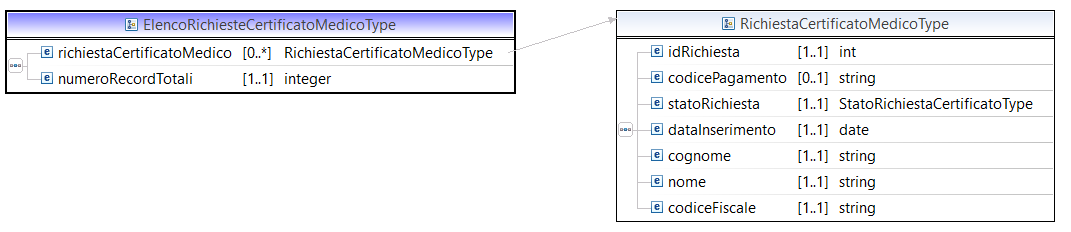 ElencoRichiesteCertificatoMedicoType
richiestaCertificatoMedico [0..*] RichiestaCertificatoMedicoType
numeroRecordTotali [1..1] integer
RichiestaCertificatoMedicoType
idRichiesta [1..1] int
codicePagamento [0..1] string
statoRichiesta [1..1] StatoRichiestaCertificatoType
dataInserimento [1..1] date
cognome [1..1] string
nome [1..1] string
codiceFiscale [1..1] string